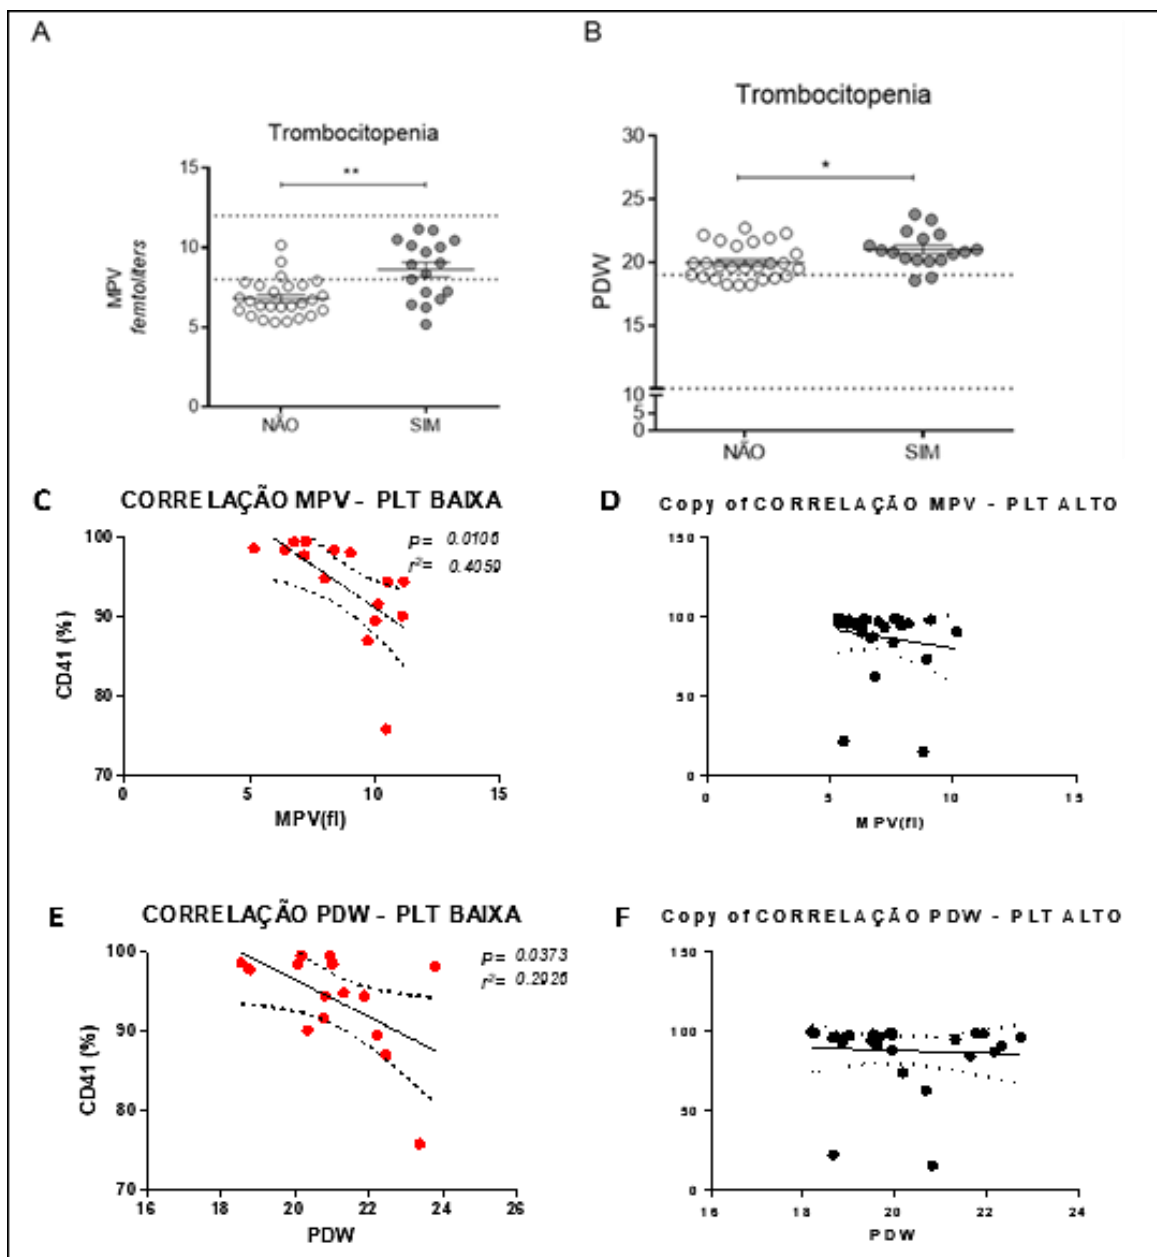 A
B
Trombocitopenia
Trombocitopenia
15
10
5
0
MPV
femtoliters
**
NÃO
SIM
30
25
20
15
10
5
0
PDW
*
NÃO
SIM
C
CORRELAÇÃO MPV - PLT BAIXA
D
Copy of CORRELAÇÃO MPV - PLT ALTO
P= 0.0106
r²= 0.4059
100
90
80
70
CD41 (%)
0
5
10
15
MPV(fl)
150
100
50
0
0
5
10
15
MPV(fl)
E
CORRELAÇÃO PDW - PLT BAIXA
F
Copy of CORRELAÇÃO PDW - PLT ALTO
P= 0.0373
r²= 0.2926
100
90
80
70
CD41 (%)
16
18
20
22
24
26
PDW
150
100
50
0
16
18
20
22
24
PDW